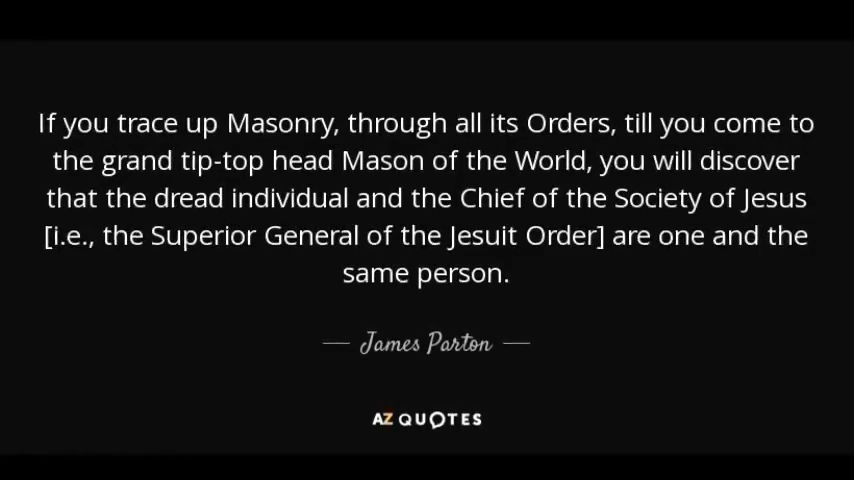 If you trace up Masonry, through all its Orders, till you come to
the grand tip-top head Mason of the World, you will discover
that the dread individual and the Chief of the Society of Jesus
[i.e., the Superior General of the Jesuit Order] are one and the
same person.
— James Parton —
AZ QUOTES